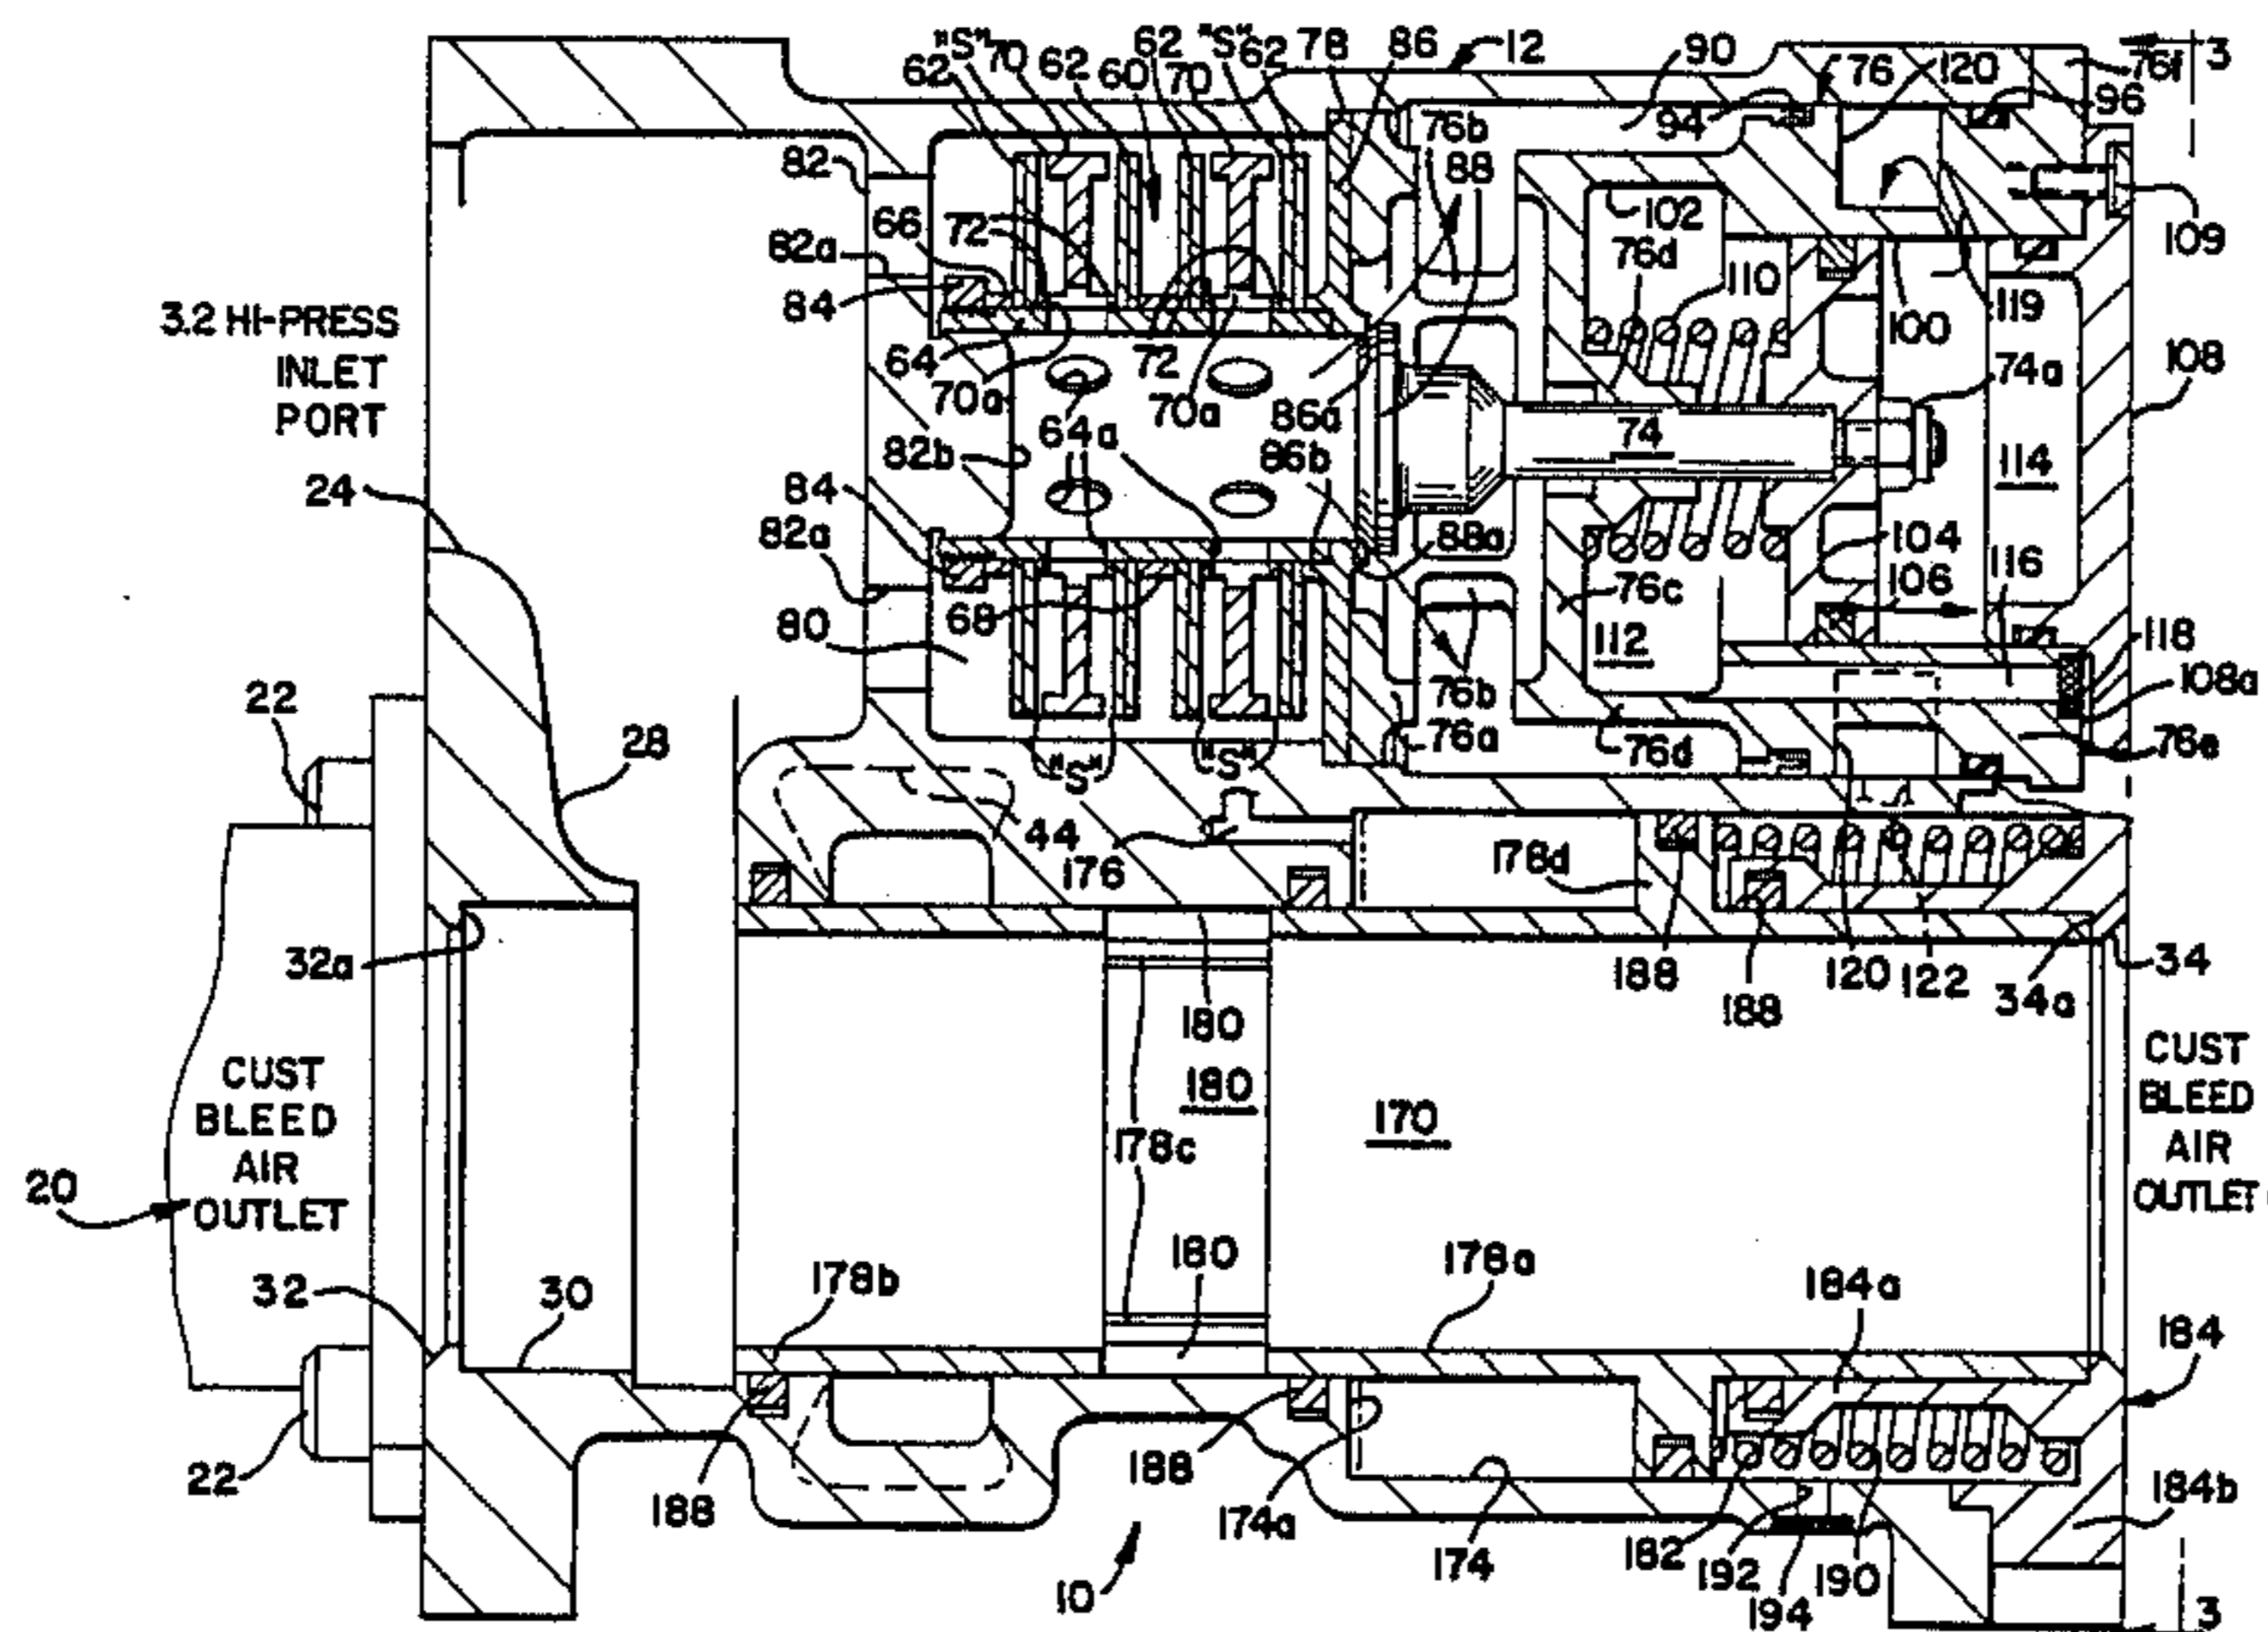 "S" 62 "S"
62 70 62 60 70 62 78 86 12 90 76 120 76f 3
94 96
82 76b 88
66 72 102 76d 109
82a
84 110 119
3.2 HI-PRESS
INLET
PORT
64 70a 72 70a 86a 100 74a 108
64a 74
82b 86b 114
24 84
82a 88a 104
106 116
80 68 76c 112 118
108a
22 76b
28 "S" "S" 76a 76d 76e
44
176 178d
32a 188 188 120 122 34a 34
180
CUST
BLEED
AIR
OUTLET
180
170
178c
CUST
BLEED
AIR
OUTLET
20
180 178a
32 30 178b 184a 184
22 188 188 174a 174 182 192 194 190 184b
10 3